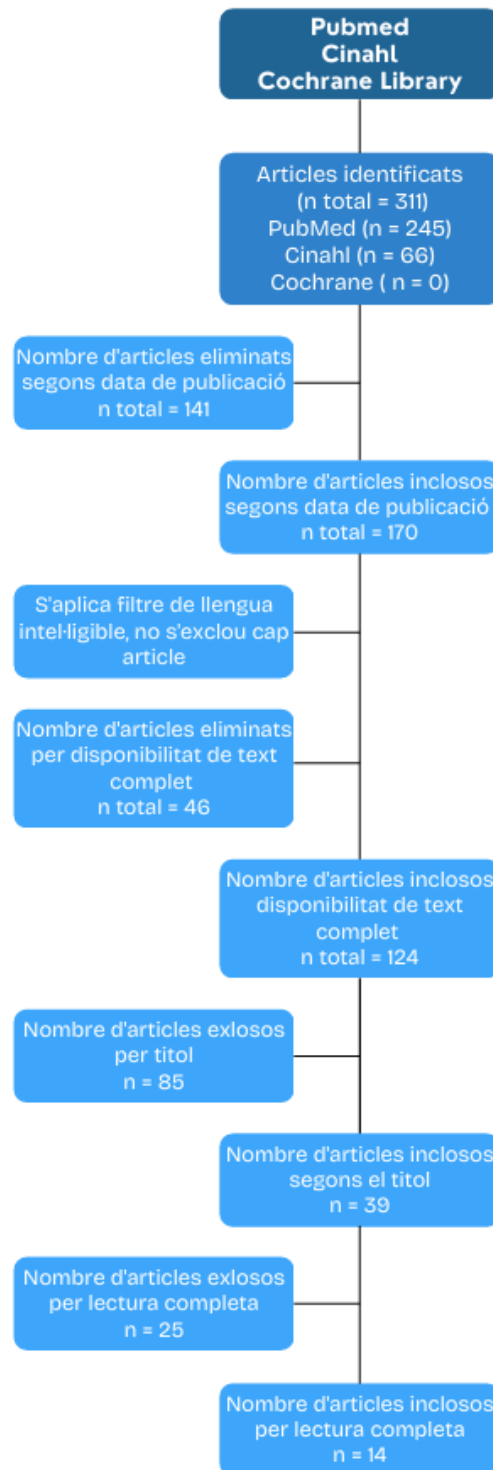 Pubmed
Cinahl
Cochrane Library
Articles identificats
(n total = 311)
PubMed (n = 245)
Cinahl (n = 66)
Cochrane ( n = 0)
Nombre d'articles eliminats
segons data de publicació
n total = 141
Nombre d'articles inclosos
segons data de publicació
n total = 170
S'aplica filtre de llengua
intel·ligible, no s'exclou cap
article
Nombre d'articles eliminats
per disponibilitat de text
complet
n total = 46
Nombre d'articles inclosos
disponibilitat de text
complet
n total = 124
Nombre d'articles exlosos
per titol
n = 85
Nombre d'articles inclosos
segons el titol
n = 39
Nombre d'articles exlosos
per lectura completa
n = 25
Nombre d'articles inclosos
per lectura completa
n = 14